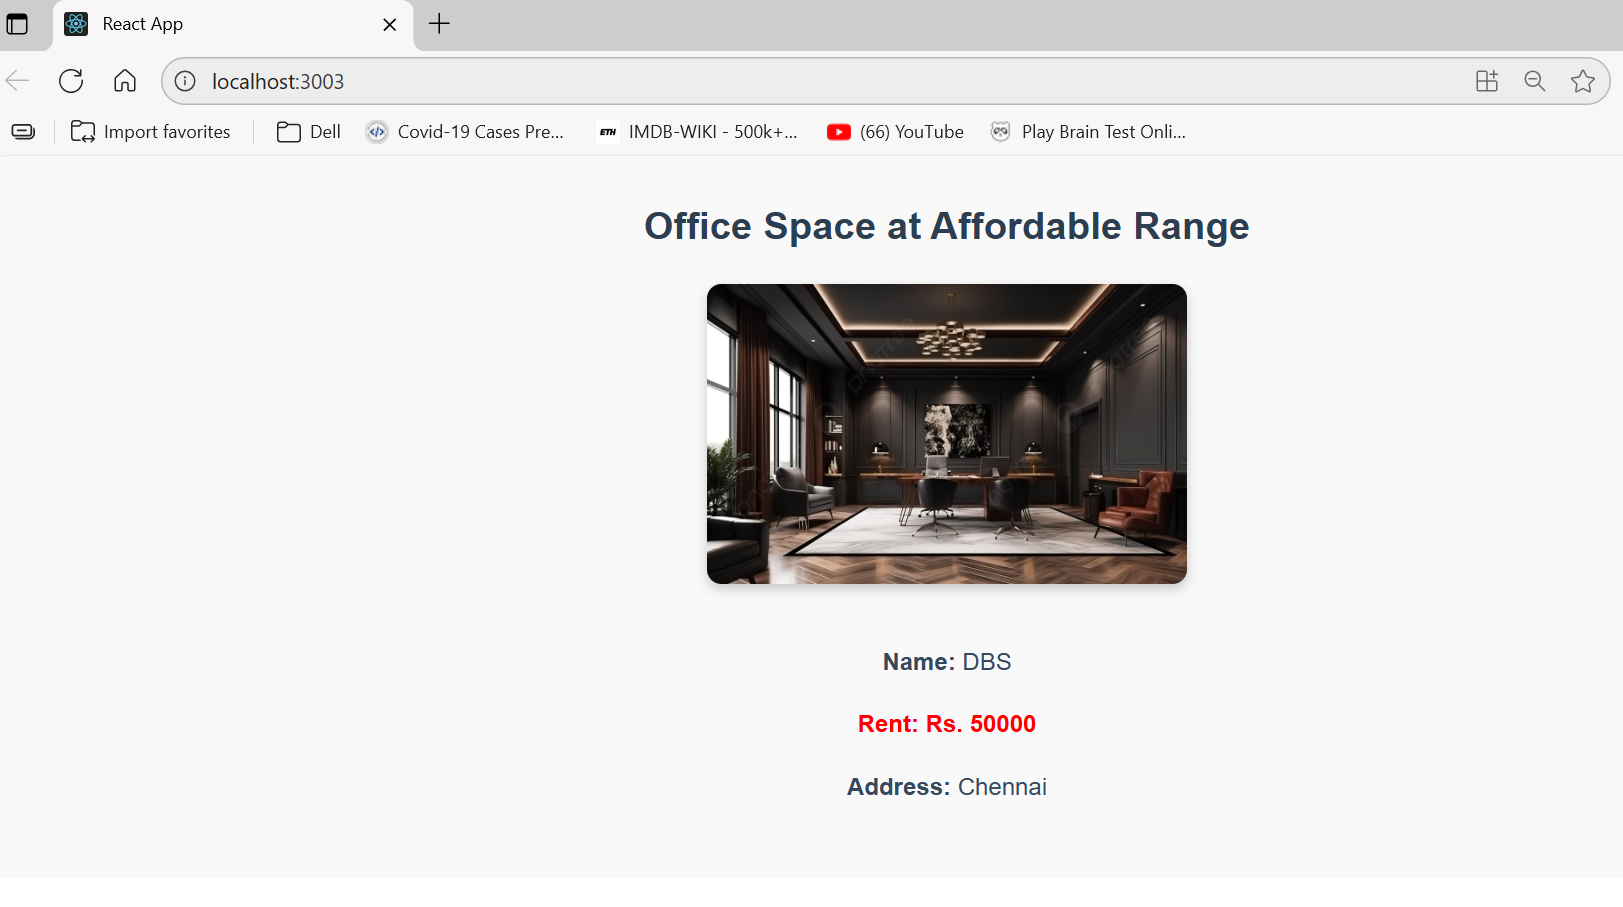 React App
localhost:3003
Import favorites Dell Covid-19 Cases Pre... ETH IMDB-WIKI - 500k+... (66) YouTube Play Brain Test Onli...
Office Space at Affordable Range
Name: DBS
Rent: Rs. 50000
Address: Chennai